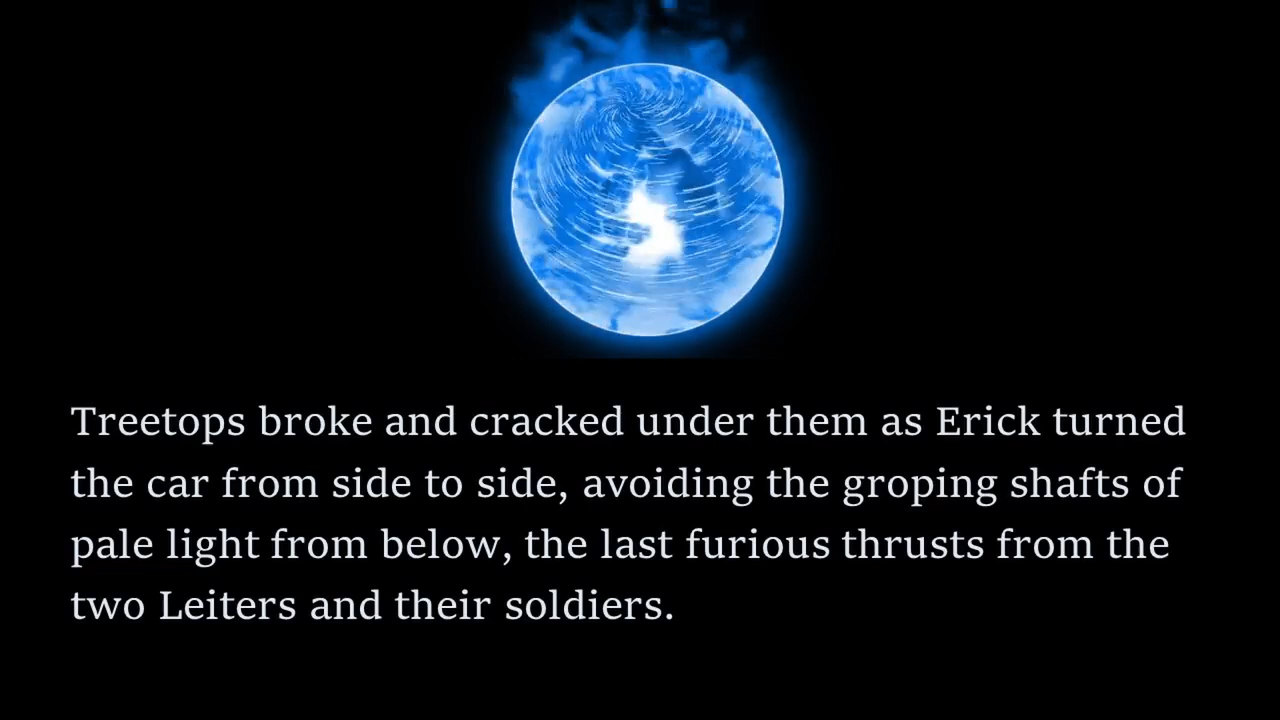 Treetops broke and cracked under them as Erick turned
the car from side to side, avoiding the groping shafts of
pale light from below, the last furious thrusts from the
two Leiters and their soldiers.